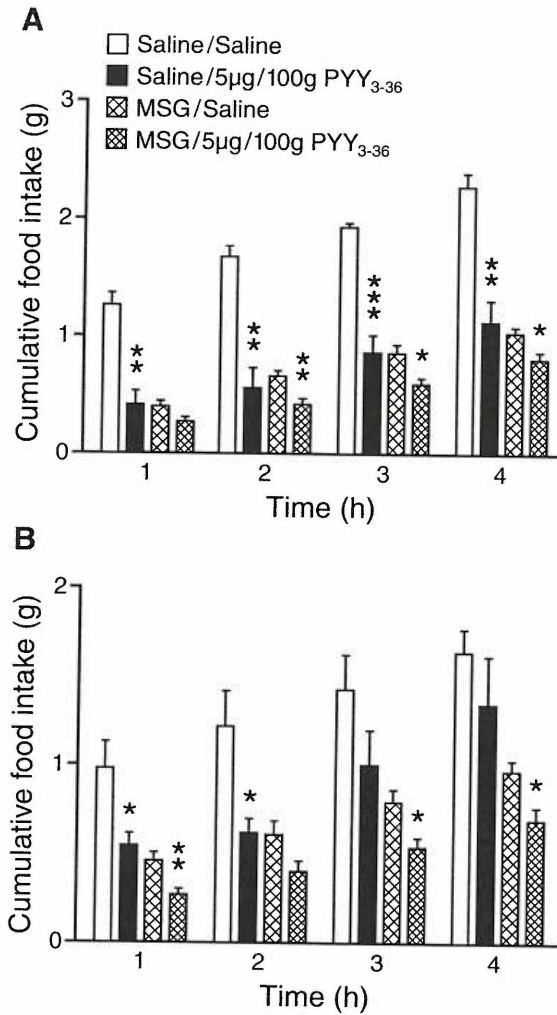 A
Saline/Saline
Saline/5μg/100g PYY3-36
MSG/Saline
MSG/5μg/100g PYY3-36
Cumulative food intake (g)
3
2
1
0
** ** ** *** * ** *
1 2 3 4
Time (h)
B
Cumulative food intake (g)
2
1
0
* ** * * *
1 2 3 4
Time (h)